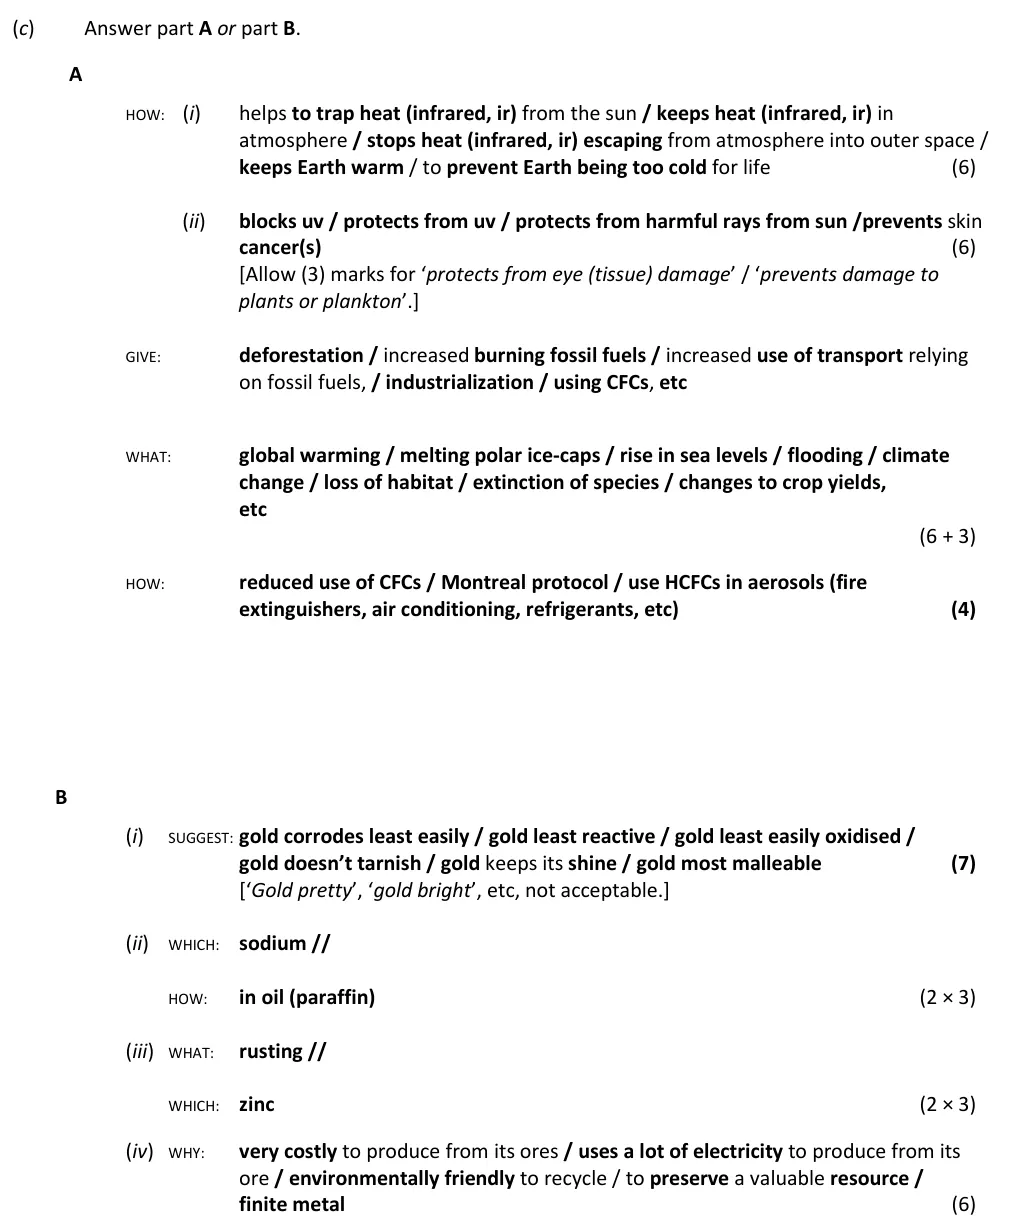 (c) Answer part A or part B.
A
HOW: (i) helps to trap heat (infrared, ir) from the sun / keeps heat (infrared, ir) in
atmosphere / stops heat (infrared, ir) escaping from atmosphere into outer space /
keeps Earth warm / to prevent Earth being too cold for life (6)
(ii) blocks uv / protects from uv / protects from harmful rays from sun /prevents skin
cancer(s) (6)
[Allow (3) marks for ‘protects from eye (tissue) damage’ / ‘prevents damage to
plants or plankton’.]
GIVE: deforestation / increased burning fossil fuels / increased use of transport relying
on fossil fuels, / industrialization / using CFCs, etc
WHAT: global warming / melting polar ice-caps / rise in sea levels / flooding / climate
change / loss of habitat / extinction of species / changes to crop yields,
etc
(6 + 3)
HOW: reduced use of CFCs / Montreal protocol / use HCFCs in aerosols (fire
extinguishers, air conditioning, refrigerants, etc) (4)
B
(i) SUGGEST: gold corrodes least easily / gold least reactive / gold least easily oxidised /
gold doesn’t tarnish / gold keeps its shine / gold most malleable (7)
[‘Gold pretty’, ‘gold bright’, etc, not acceptable.]
(ii) WHICH: sodium //
HOW: in oil (paraffin) (2 × 3)
(iii) WHAT: rusting //
WHICH: zinc (2 × 3)
(iv) WHY: very costly to produce from its ores / uses a lot of electricity to produce from its
ore / environmentally friendly to recycle / to preserve a valuable resource /
finite metal (6)